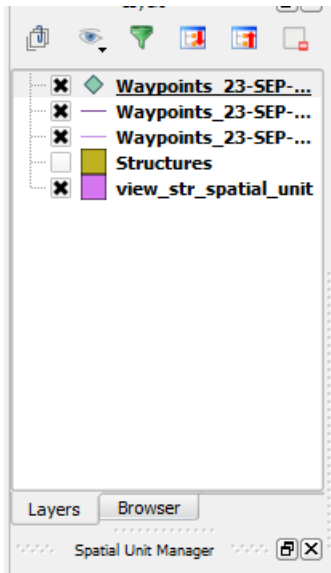 Waypoints_23-SEP-...
Waypoints_23-SEP-...
Waypoints_23-SEP-...
Structures
view_str_spatial_unit
Layers Browser
Spatial Unit Manager